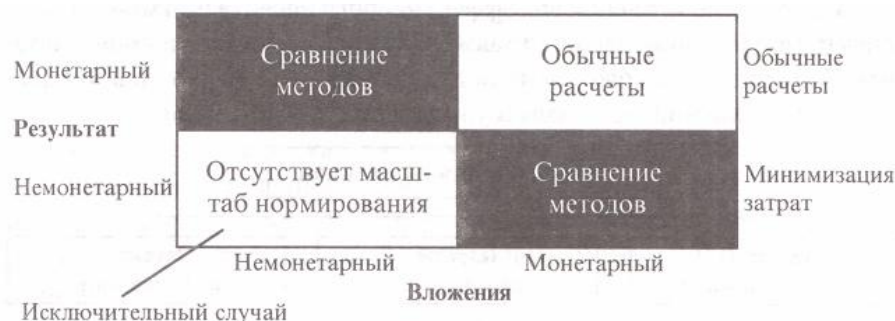 Монетарный
Сравнение
методов
Обычные
расчеты
Обычные
расчеты
Результат
Немонетарный
Отсутствует масш-
таб нормирования
Сравнение
методов
Минимизация
затрат
Немонетарный
Монетарный
Вложения
Исключительный случай